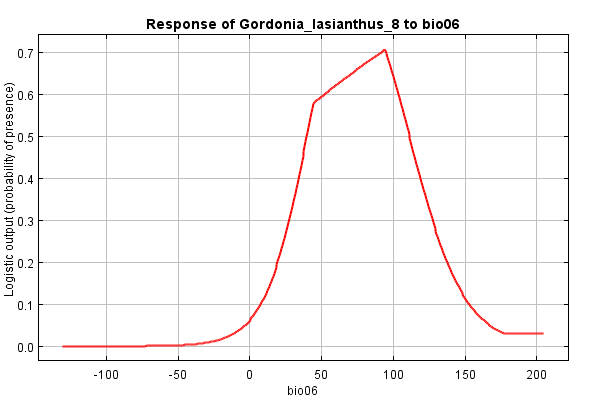 Response of Gordonia_lasianthus_8 to bio06
Logistic output (probability of presence)
0.7
0.6
0.5
0.4
0.3
0.2
0.1
0.0
-100 -50 0 50 100 150 200
bio06